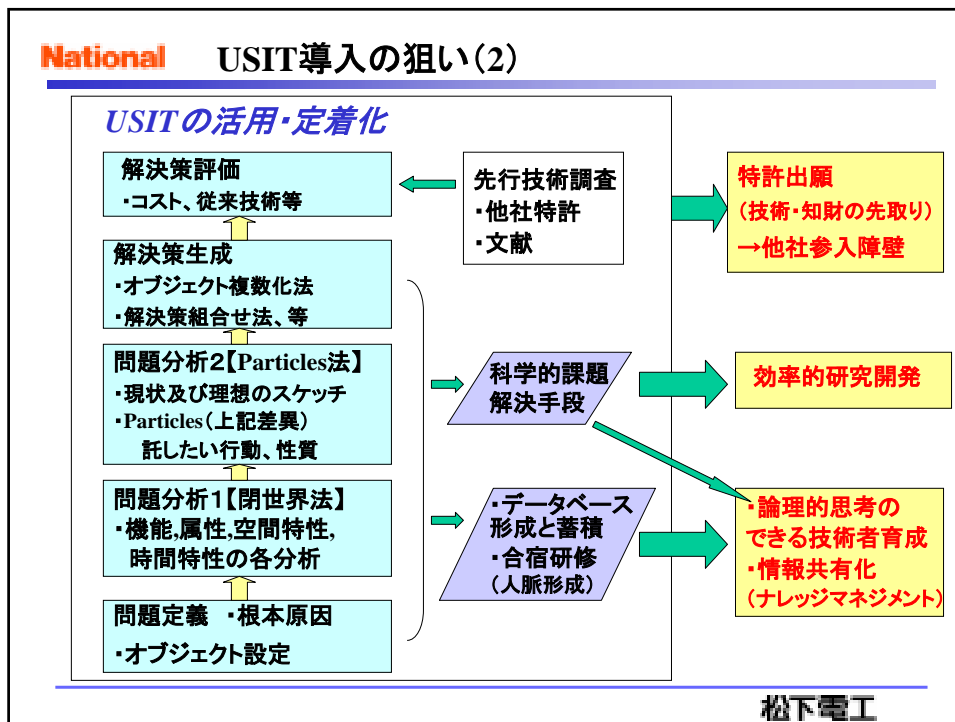 National
USIT導入の狙い(2)
USITの活用・定着化
解決策評価
・コスト、従来技術等
解決策生成
・オブジェクト複数化法
・解決策組合せ法、等
問題分析2【Particles法】
・現状及び理想のスケッチ
・Particles(上記差異)
託したい行動、性質
問題分析1【閉世界法】
・機能,属性,空間特性,
時間特性の各分析
問題定義 ・根本原因
・オブジェクト設定
先行技術調査
・他社特許
・文献
科学的課題
解決手段
・データベース
形成と蓄積
・合宿研修
(人脈形成)
特許出願
(技術・知財の先取り)
→他社参入障壁
効率的研究開発
・論理的思考の
できる技術者育成
・情報共有化
(ナレッジマネジメント)
松下電工